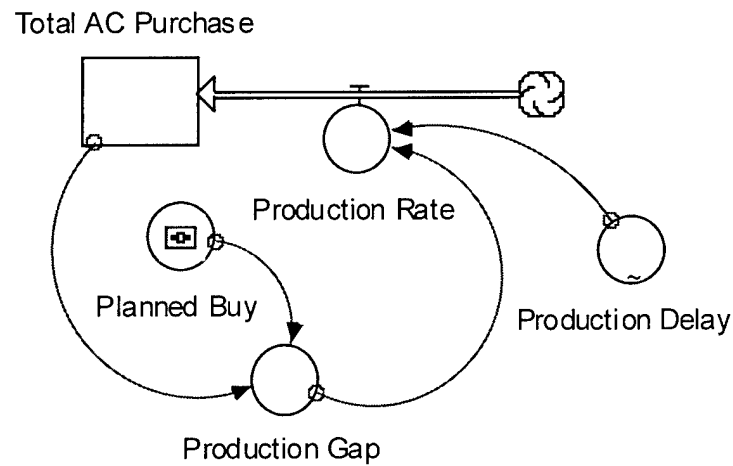 Total AC Purchase
Production Rate
Planned Buy
Production Delay
~
Production Gap